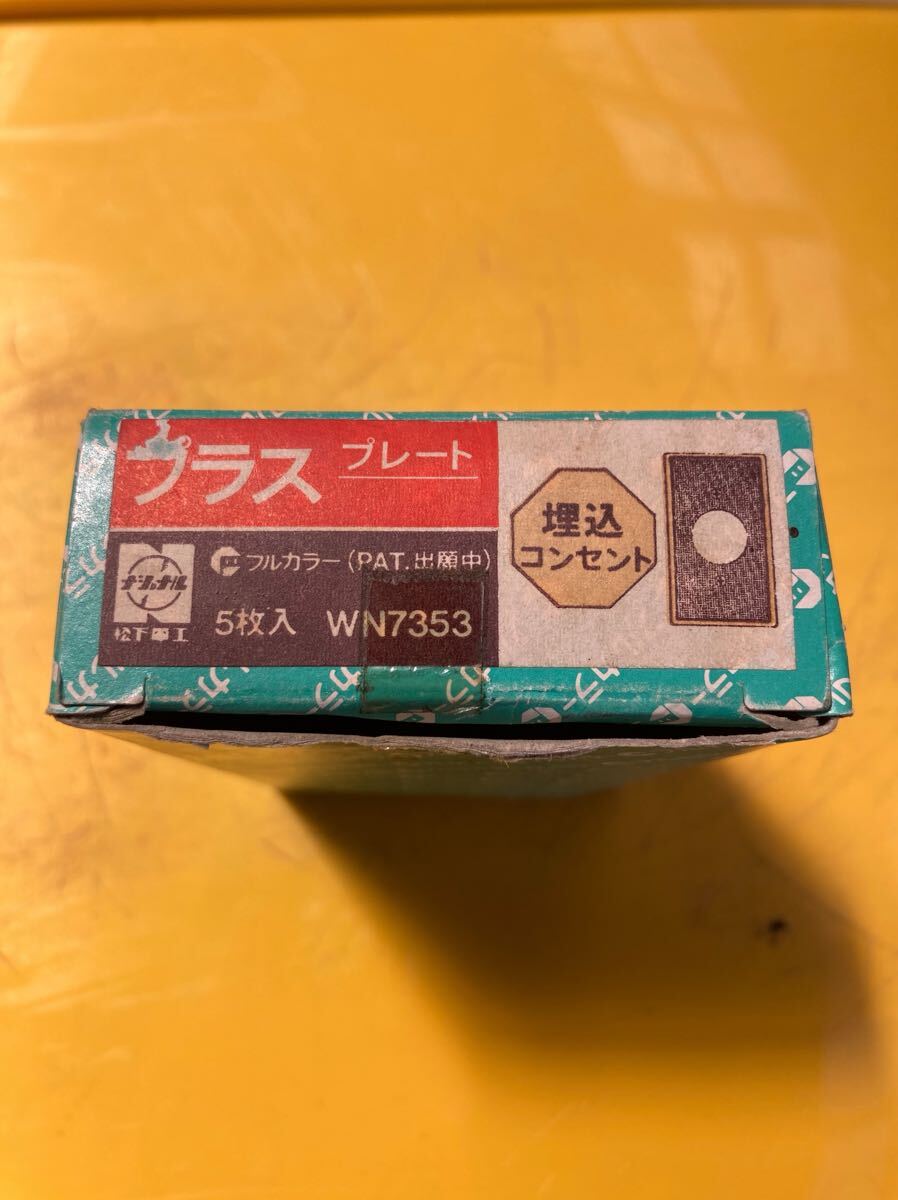 プラス プレート
ナショナル
松下電工
フルカラー(PAT.出願中)
5枚入 WN7353
埋込
コンセント